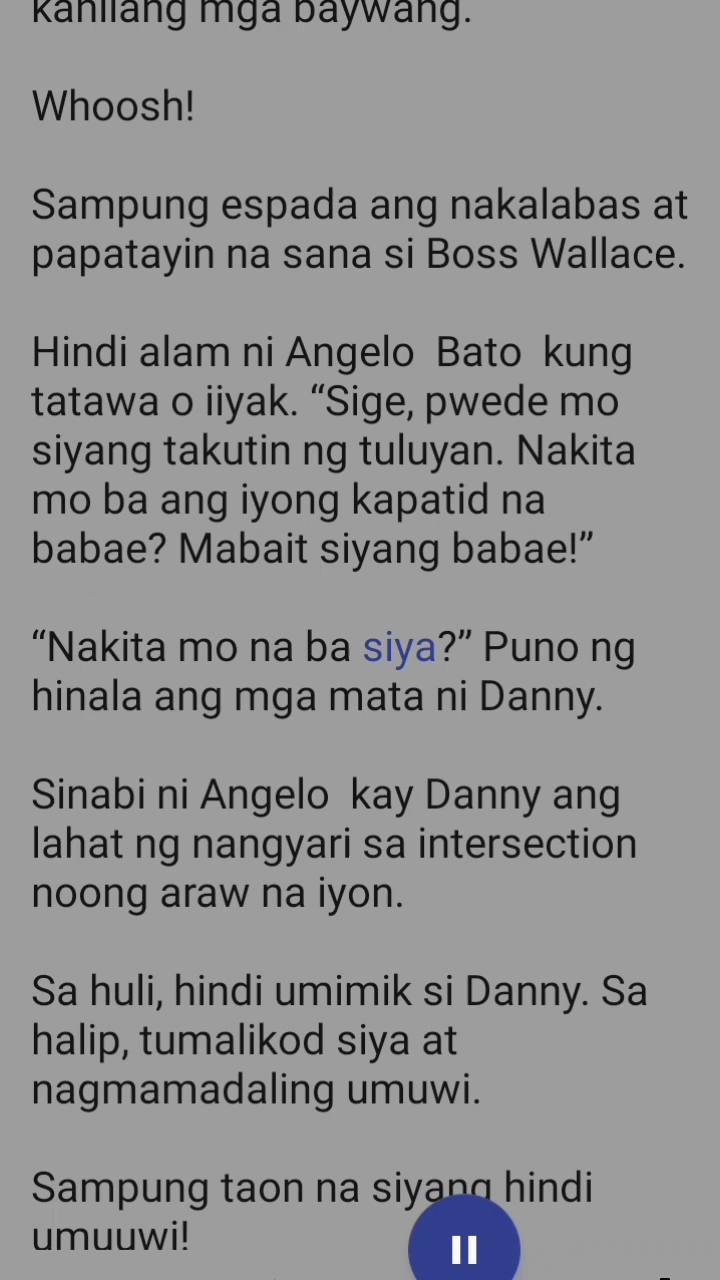 kanilang mga baywang.
Whoosh!
Sampung espada ang nakalabas at
papatayin na sana si Boss Wallace.
Hindi alam ni Angelo  Bato  kung
tatawa o iiyak. “Sige, pwede mo
siyang takutin ng tuluyan. Nakita
mo ba ang iyong kapatid na
babae? Mabait siyang babae!”
“Nakita mo na ba siya?” Puno ng
hinala ang mga mata ni Danny.
Sinabi ni Angelo  kay Danny ang
lahat ng nangyari sa intersection
noong araw na iyon.
Sa huli, hindi umimik si Danny. Sa
halip, tumalikod siya at
nagmamadaling umuwi.
Sampung taon na siyang hindi
umuuwi!